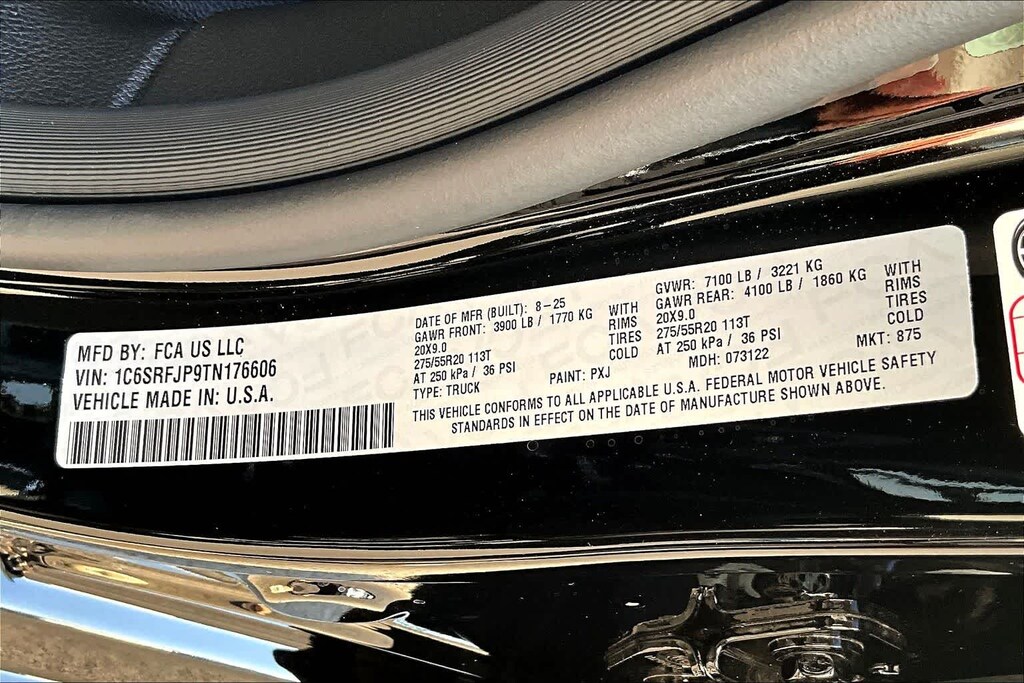 MFD BY: FCA US LLC
VIN: 1C6SRFJP9TN176606
VEHICLE MADE IN: U.S.A.
DATE OF MFR (BUILT): 8-25
GAWR FRONT: 3900 LB / 1770 KG WITH
20X9.0 RIMS
275/55R20 113T TIRES
AT 250 kPa / 36 PSI COLD
TYPE: TRUCK
PAINT: PXJ
GVWR: 7100 LB / 3221 KG
GAWR REAR: 4100 LB / 1860 KG WITH
20X9.0 RIMS
275/55R20 113T TIRES
AT 250 kPa / 36 PSI COLD
MDH: 073122
MKT: 875
THIS VEHICLE CONFORMS TO ALL APPLICABLE U.S.A. FEDERAL MOTOR VEHICLE SAFETY
STANDARDS IN EFFECT ON THE DATE OF MANUFACTURE SHOWN ABOVE.